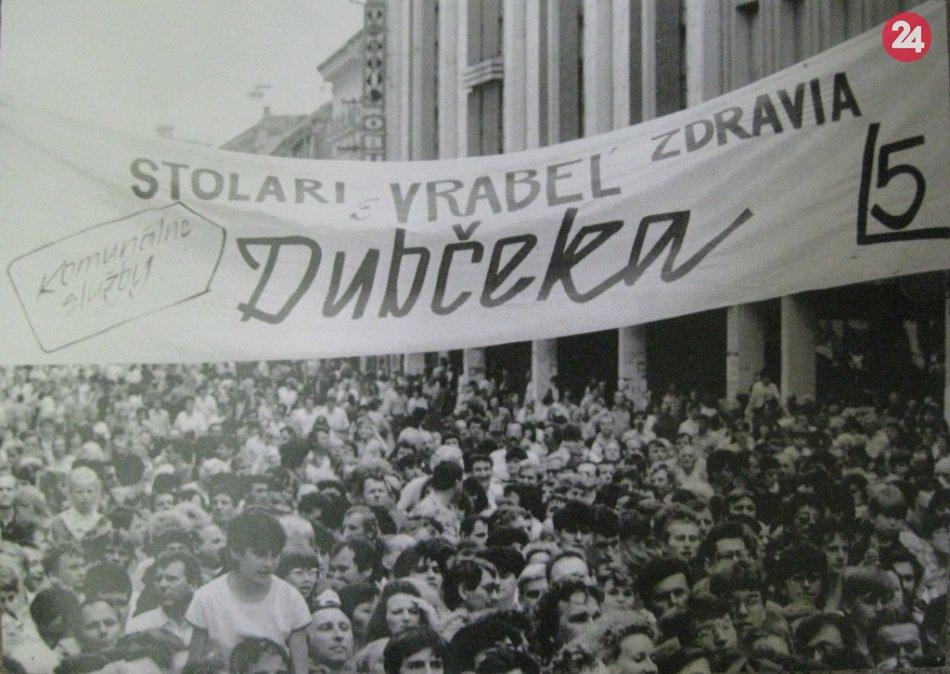 24
STOLARI Z VRABEĽ ZDRAVIA
Komunálne
služby
Dubčeka
5